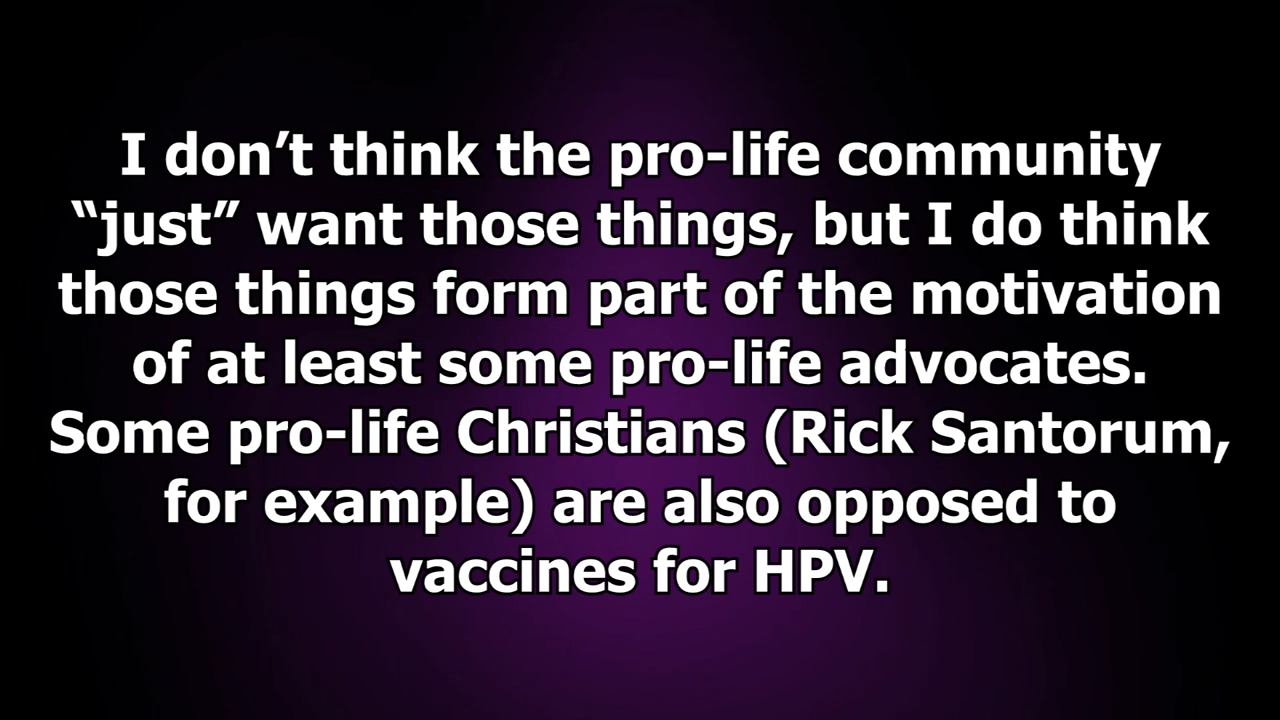 I don’t think the pro-life community
“just” want those things, but I do think
those things form part of the motivation
of at least some pro-life advocates.
Some pro-life Christians (Rick Santorum,
for example) are also opposed to
vaccines for HPV.